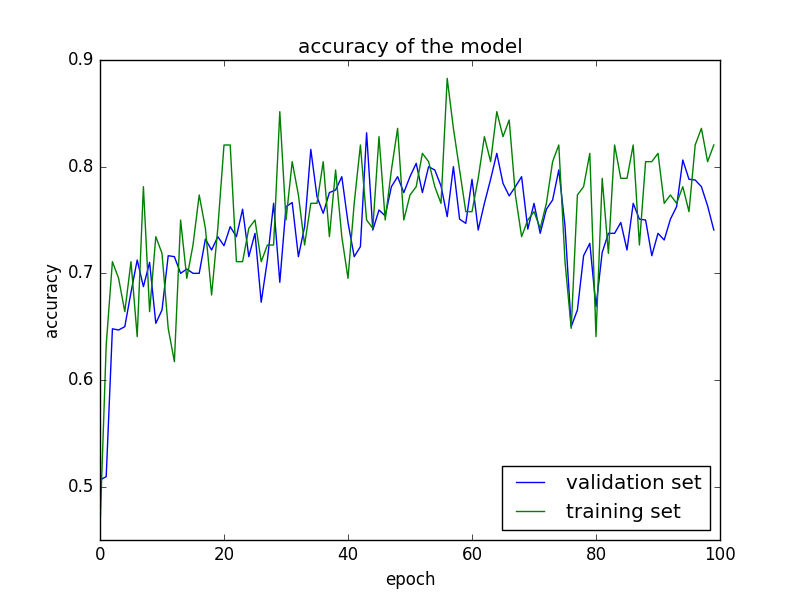 accuracy of the model
0.9
0.8
0.7
0.6
0.5
accuracy
validation set
training set
0 20 40 60 80 100
epoch